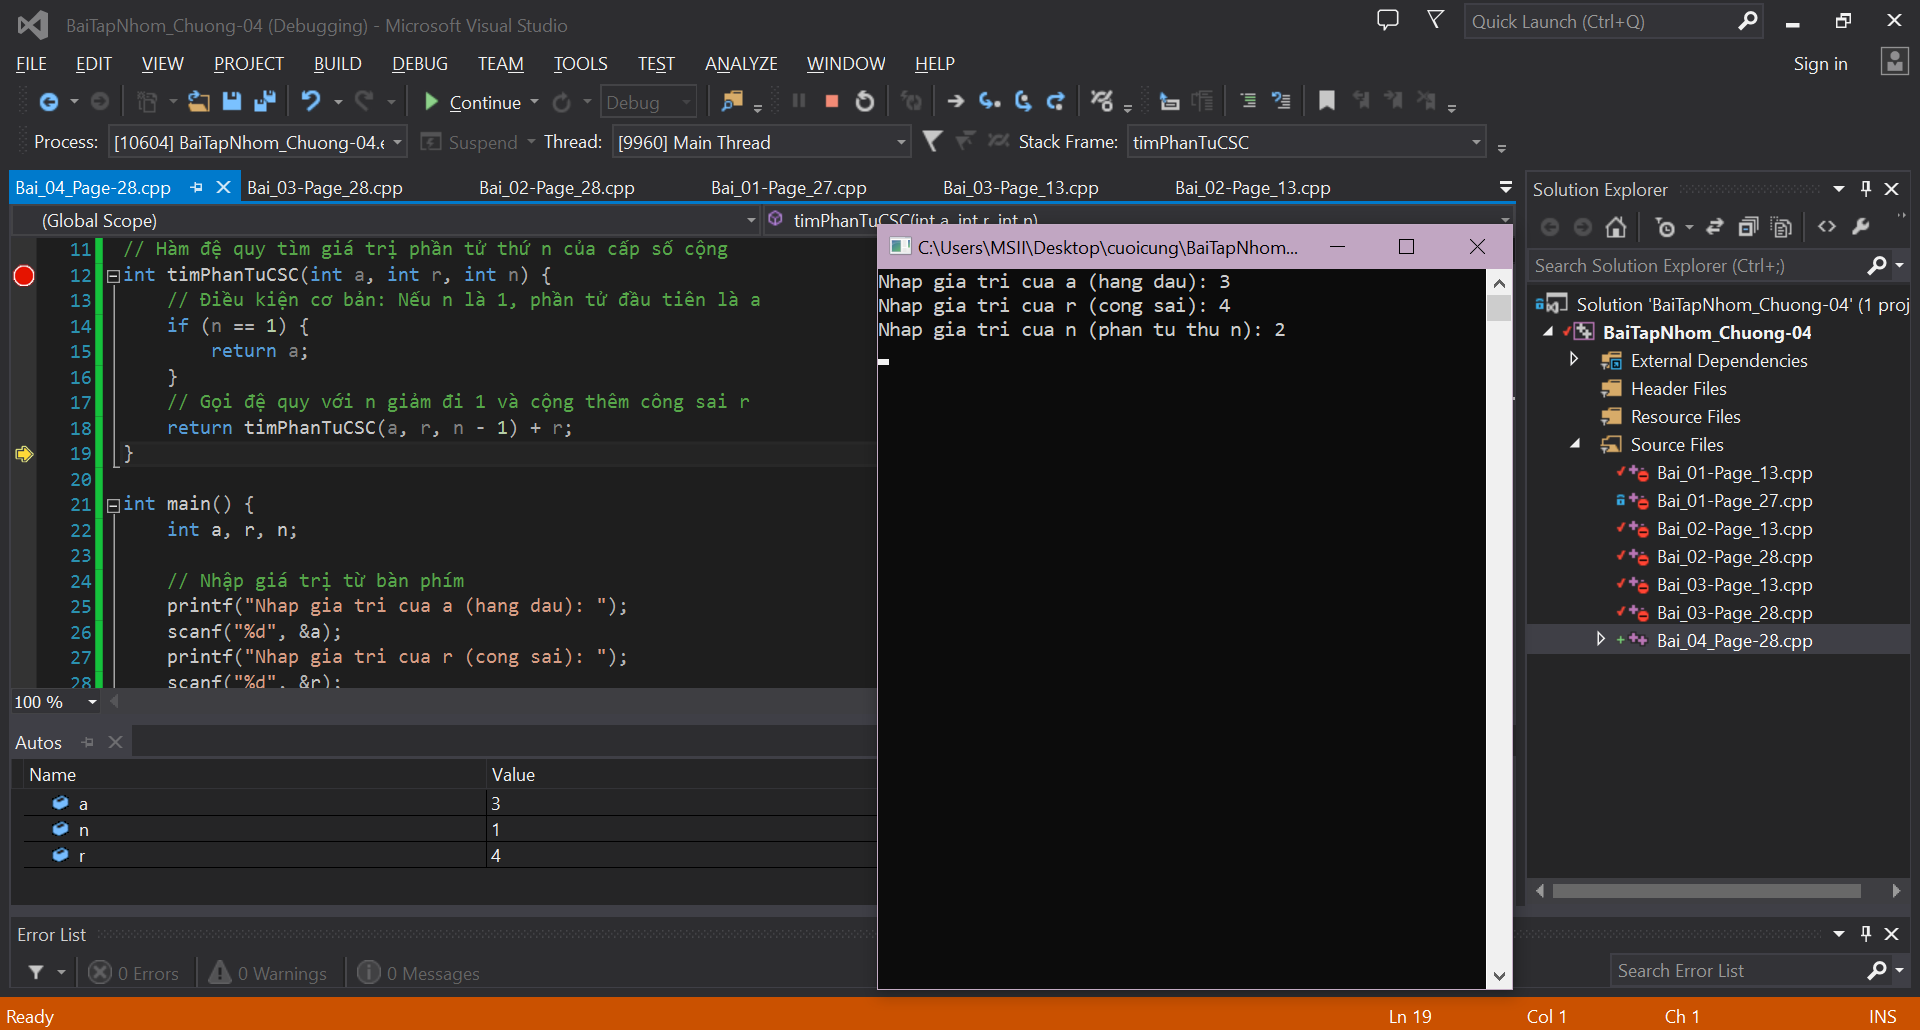 BaiTapNhom_Chuong-04 (Debugging) - Microsoft Visual Studio
Quick Launch (Ctrl+Q)
FILE EDIT VIEW PROJECT BUILD DEBUG TEAM TOOLS TEST ANALYZE WINDOW HELP
Sign in
Continue
Debug
Process: [10604] BaiTapNhom_Chuong-04.e Suspend Thread: [9960] Main Thread Stack Frame: timPhanTuCSC
Bai_04_Page-28.cpp Bai_03-Page_28.cpp Bai_02-Page_28.cpp Bai_01-Page_27.cpp Bai_03-Page_13.cpp Bai_02-Page_13.cpp
(Global Scope) timPhanTuCSC(int a, int r, int n)
11 // Hàm đệ quy tìm giá trị phần tử thứ n của cấp số cộng
12 int timPhanTuCSC(int a, int r, int n) {
13 // Điều kiện cơ bản: Nếu n là 1, phần tử đầu tiên là a
14 if (n == 1) {
15 return a;
16 }
17 // Gọi đệ quy với n giảm đi 1 và cộng thêm công sai r
18 return timPhanTuCSC(a, r, n - 1) + r;
19 }
20
21 int main() {
22 int a, r, n;
23
24 // Nhập giá trị từ bàn phím
25 printf("Nhap gia tri cua a (hang dau): ");
26 scanf("%d", &a);
27 printf("Nhap gia tri cua r (cong sai): ");
28 scanf("%d", &r);
100 %
C:\Users\MSII\Desktop\cuoicung\BaiTapNhom...
Nhap gia tri cua a (hang dau): 3
Nhap gia tri cua r (cong sai): 4
Nhap gia tri cua n (phan tu thu n): 2
Autos
Name Value
a 3
n 1
r 4
Error List
0 Errors 0 Warnings 0 Messages
Search Error List
Solution Explorer
Search Solution Explorer (Ctrl+;)
Solution 'BaiTapNhom_Chuong-04' (1 proj
BaiTapNhom_Chuong-04
External Dependencies
Header Files
Resource Files
Source Files
Bai_01-Page_13.cpp
Bai_01-Page_27.cpp
Bai_02-Page_13.cpp
Bai_02-Page_28.cpp
Bai_03-Page_13.cpp
Bai_03-Page_28.cpp
Bai_04_Page-28.cpp
Ready Ln 19 Col 1 Ch 1 INS